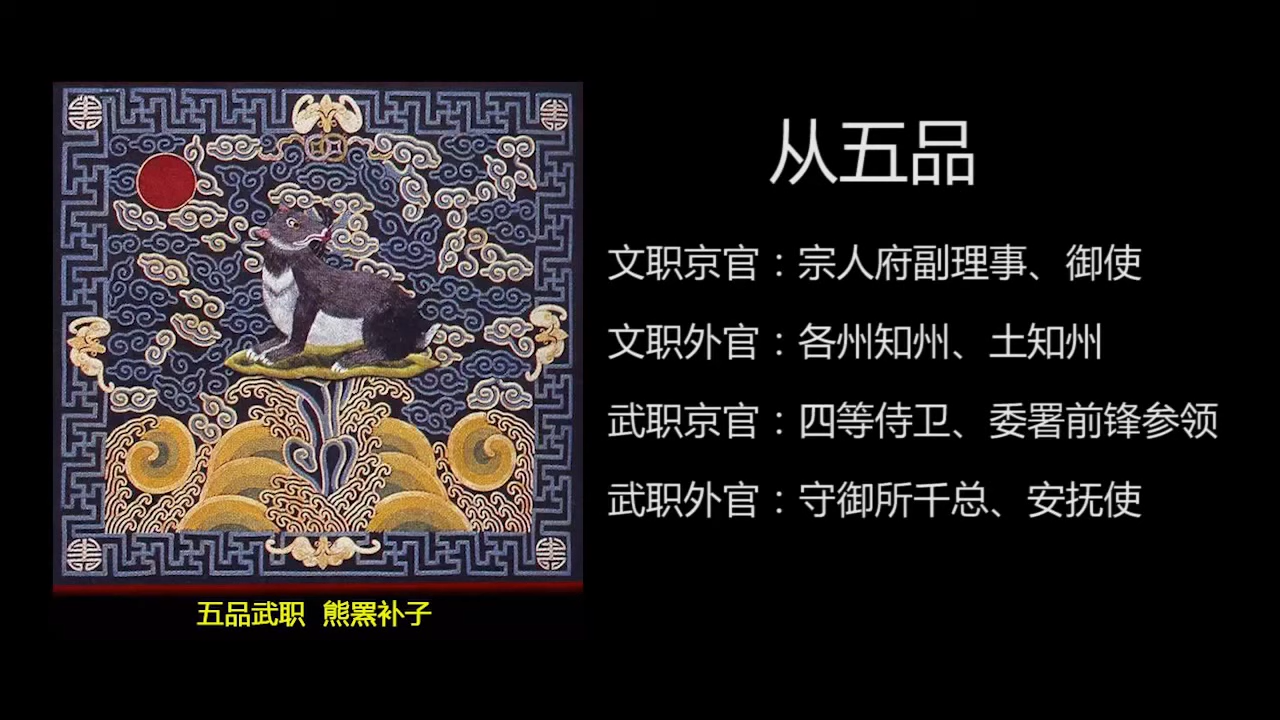 从五品
文职京官：宗人府副理事、御使
文职外官：各州知州、土知州
武职京官：四等侍卫、委署前锋参领
武职外官：守御所千总、安抚使
五品武职 熊罴补子